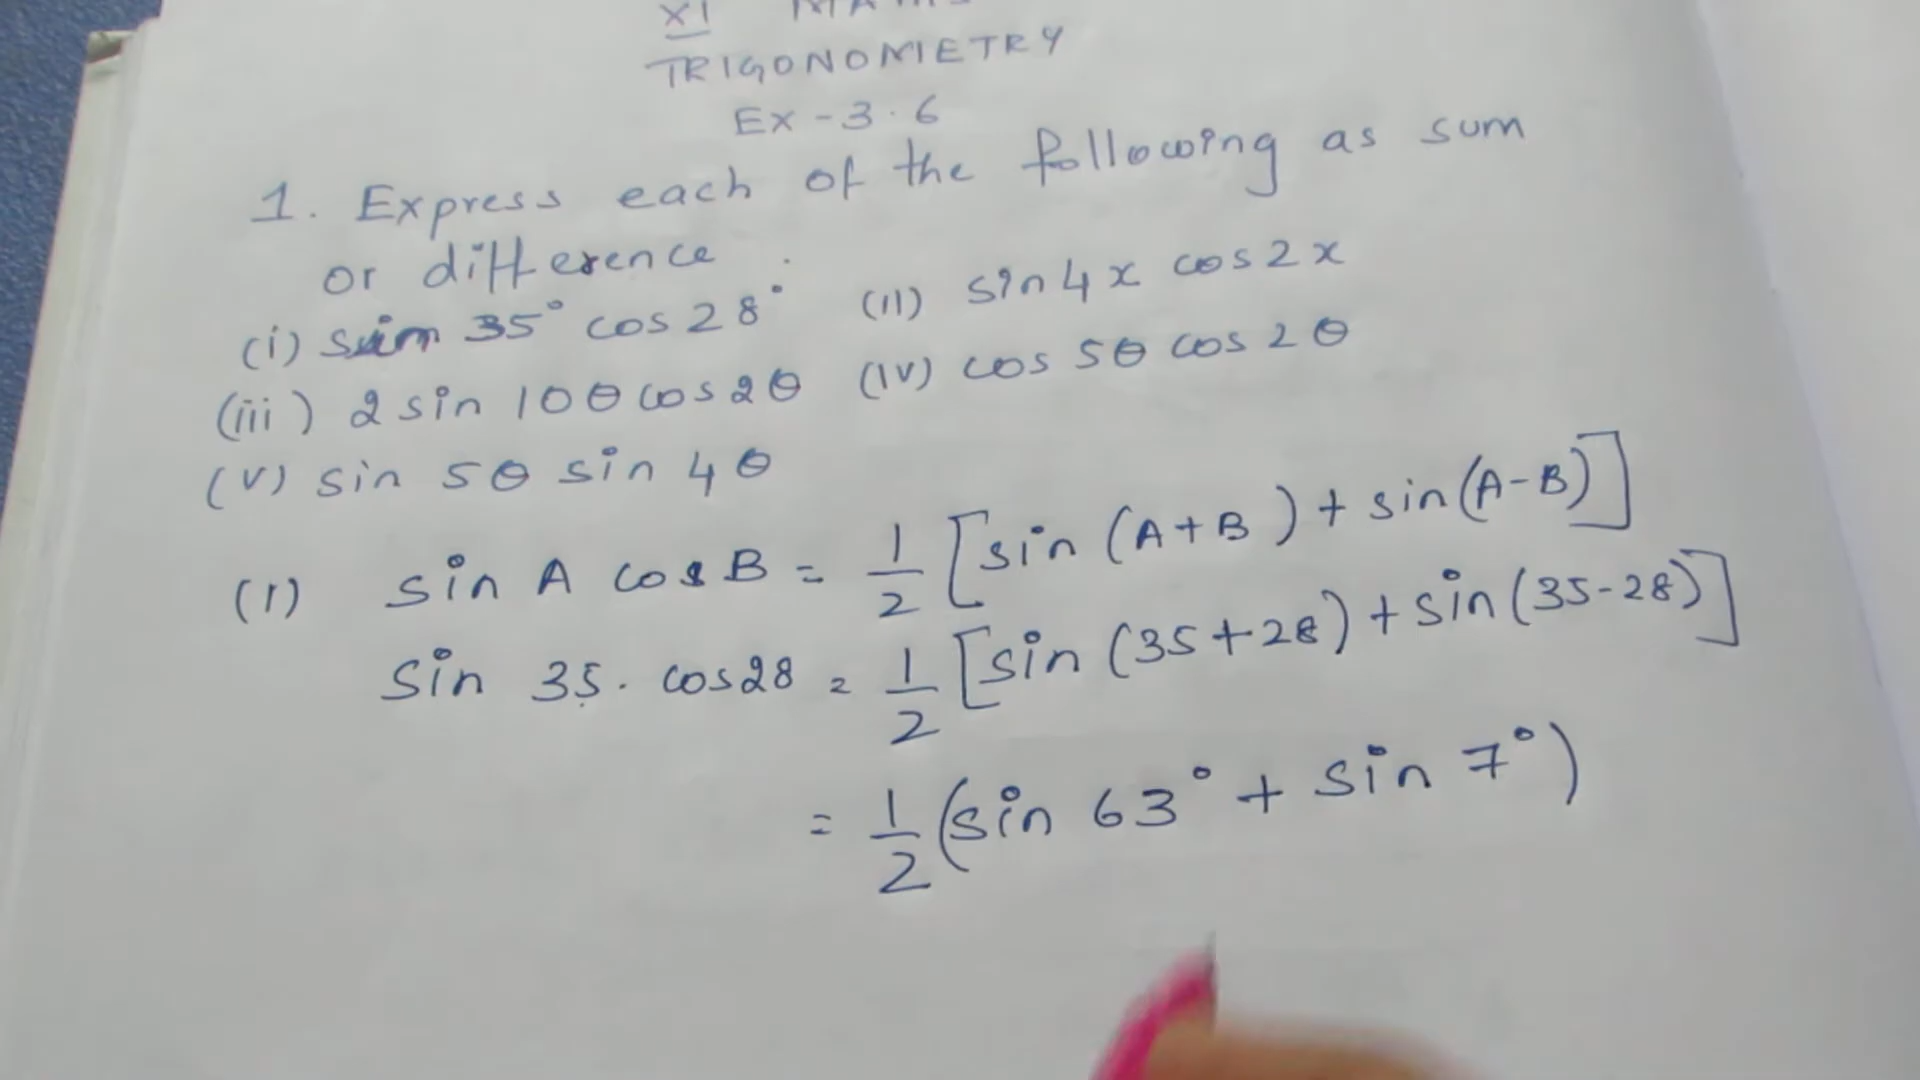 XI MATHS
TRIGONOMETRY
EX-3.6
1. Express each of the following as sum
or difference
(i) sin 35° cos 28° (ii) sin 4x cos 2x
(iii) 2 sin 10θ cos 2θ (iv) cos 5θ cos 2θ
(v) sin 5θ sin 4θ
(1) sin A cos B = 1/2 [sin (A+B) + sin (A-B)]
sin 35. cos 28 = 1/2 [sin (35+28) + sin (35-28)]
= 1/2 (sin 63° + sin 7°)